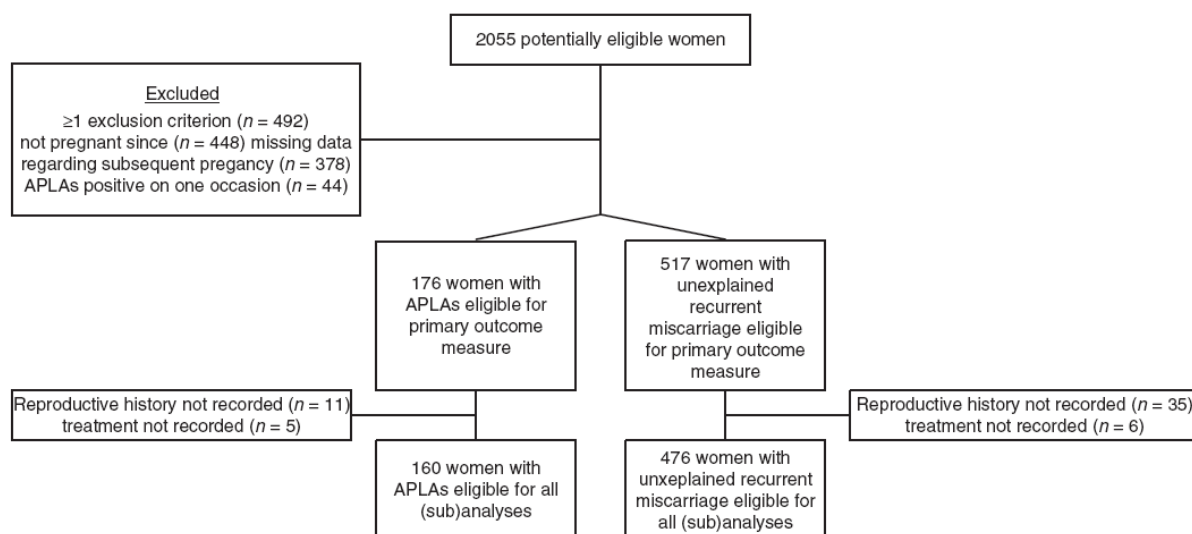 2055 potentially eligible women
Excluded
≥1 exclusion criterion (n = 492)
not pregnant since (n = 448) missing data
regarding subsequent pregancy (n = 378)
APLAs positive on one occasion (n = 44)
176 women with
APLAs eligible for
primary outcome
measure
517 women with
unexplained
recurrent
miscarriage eligible
for primary outcome
measure
Reproductive history not recorded (n = 11)
treatment not recorded (n = 5)
Reproductive history not recorded (n = 35)
treatment not recorded (n = 6)
160 women with
APLAs eligible for all
(sub)analyses
476 women with
unxeplained recurrent
miscarriage eligible for
all (sub)analyses